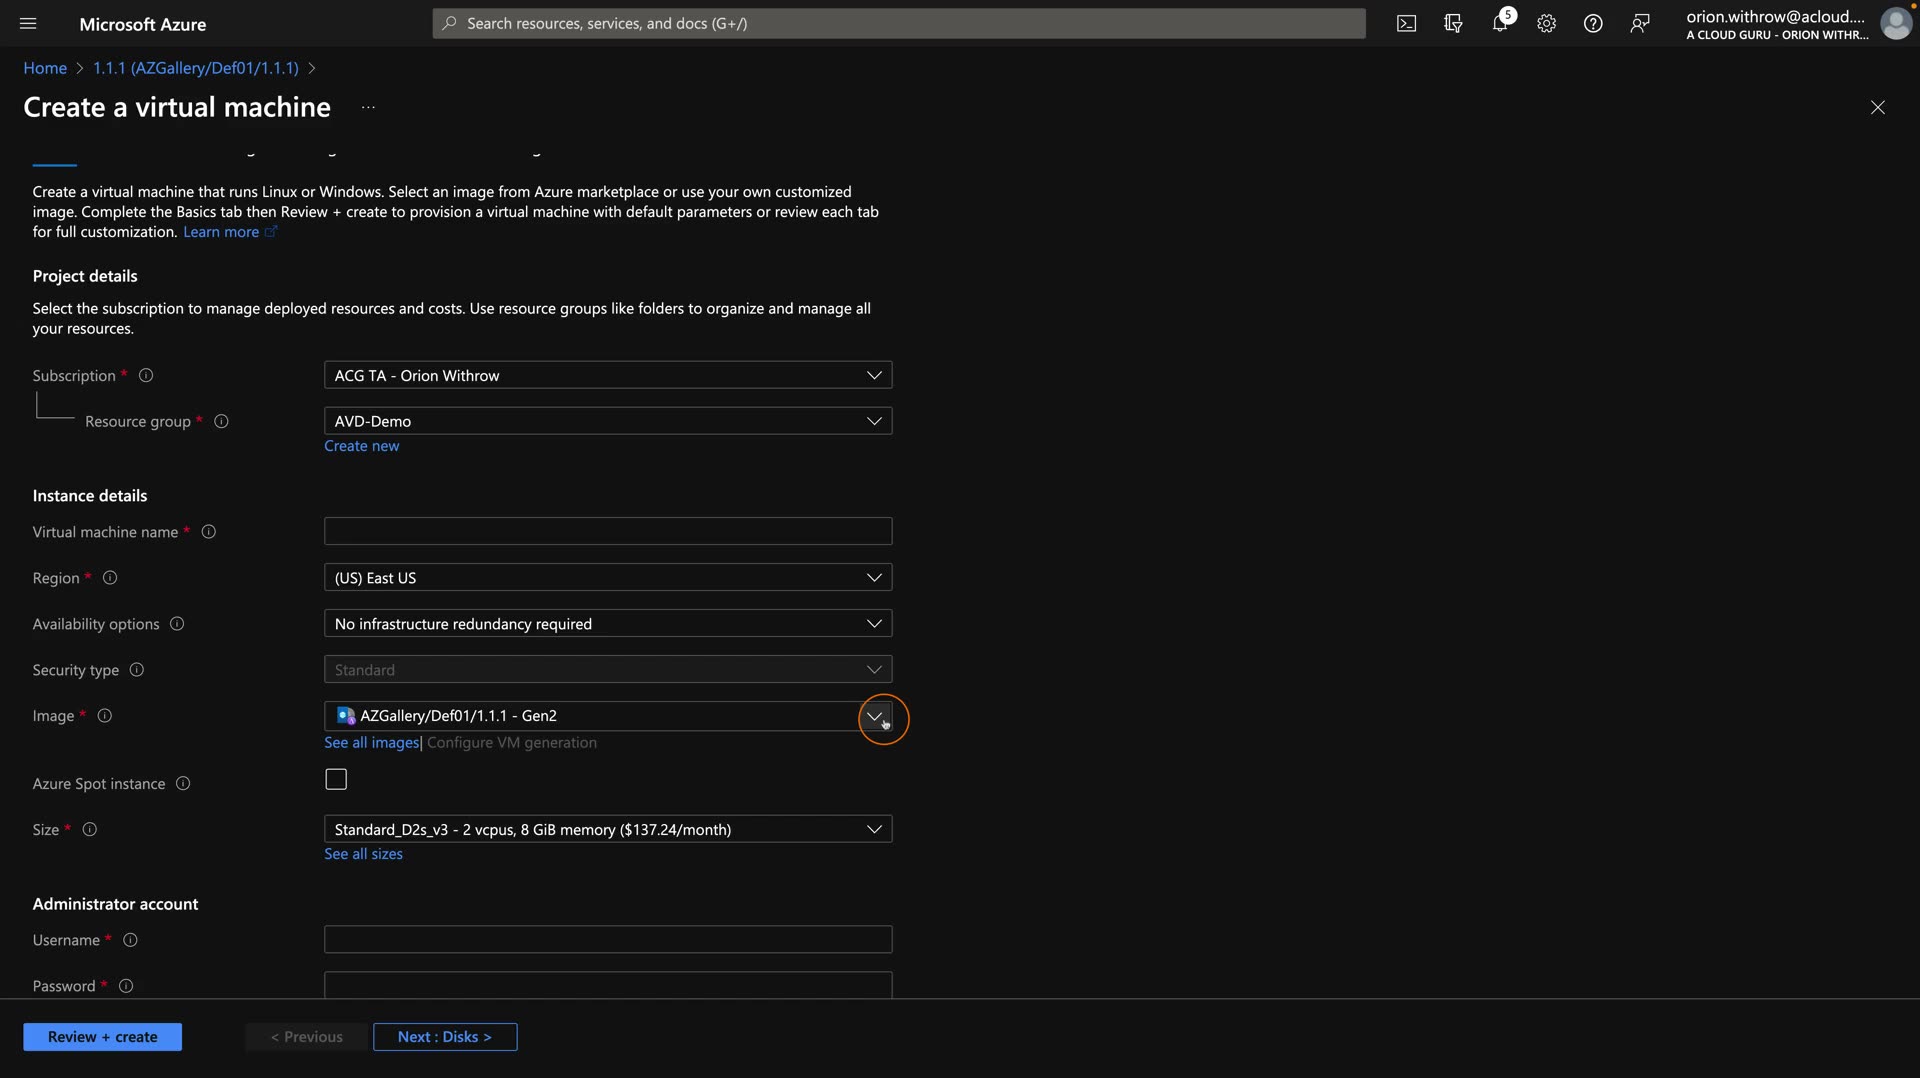 Microsoft Azure
Search resources, services, and docs (G+/)
5
orion.withrow@acloud....
A CLOUD GURU - ORION WITHR...
Home > 1.1.1 (AZGallery/Def01/1.1.1) >
Create a virtual machine ...
Create a virtual machine that runs Linux or Windows. Select an image from Azure marketplace or use your own customized
image. Complete the Basics tab then Review + create to provision a virtual machine with default parameters or review each tab
for full customization. Learn more
Project details
Select the subscription to manage deployed resources and costs. Use resource groups like folders to organize and manage all
your resources.
Subscription * ACG TA - Orion Withrow
Resource group * AVD-Demo
Create new
Instance details
Virtual machine name *
Region * (US) East US
Availability options No infrastructure redundancy required
Security type Standard
Image * AZGallery/Def01/1.1.1 - Gen2
See all images| Configure VM generation
Azure Spot instance
Size * Standard_D2s_v3 - 2 vcpus, 8 GiB memory ($137.24/month)
See all sizes
Administrator account
Username *
Password *
Review + create
< Previous
Next : Disks >